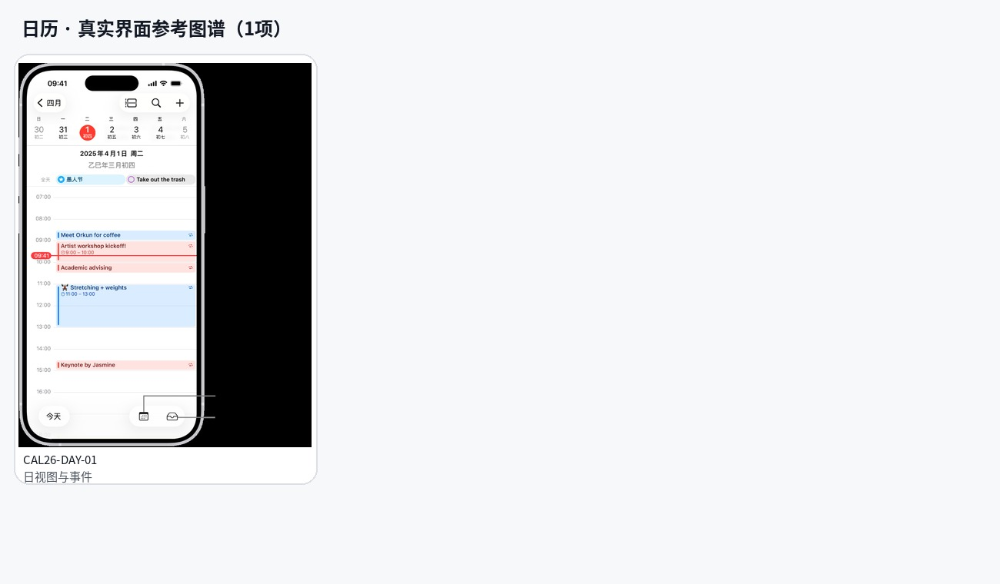 日历 · 真实界面参考图谱（1项）
09:41
四月
日 一 二 三 四 五 六
30 31 1 2 3 4 5
初二 初三 初四 初五 初六 初七 初八
2025年4月1日 周二
乙巳年三月初四
全天 愚人节 Take out the trash
07:00
08:00
Meet Orkun for coffee
09:00
Artist workshop kickoff!
9:00 – 10:00
09:41
10:00
Academic advising
11:00
Stretching + weights
11:00 – 13:00
12:00
13:00
14:00
Keynote by Jasmine
15:00
16:00
今天
CAL26-DAY-01
日视图与事件